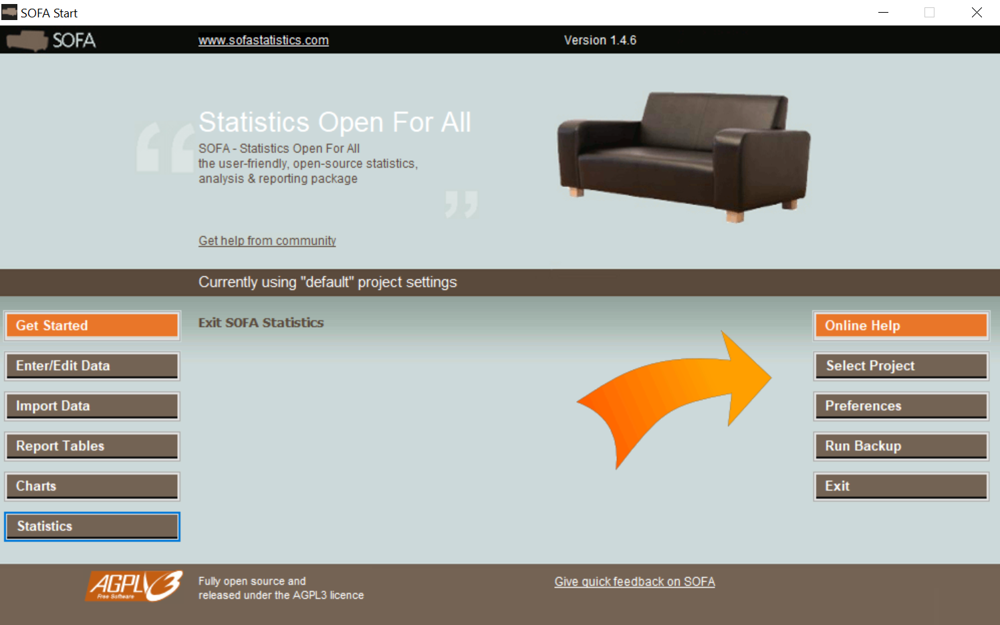 SOFA Start
SOFA
www.sofastatistics.com
Version 1.4.6
Statistics Open For All
SOFA - Statistics Open For All
the user-friendly, open-source statistics,
analysis & reporting package
Get help from community
Currently using "default" project settings
Get Started
Enter/Edit Data
Import Data
Report Tables
Charts
Statistics
Exit SOFA Statistics
Online Help
Select Project
Preferences
Run Backup
Exit
AGPLV3
Free Software
Fully open source and
released under the AGPL3 licence
Give quick feedback on SOFA